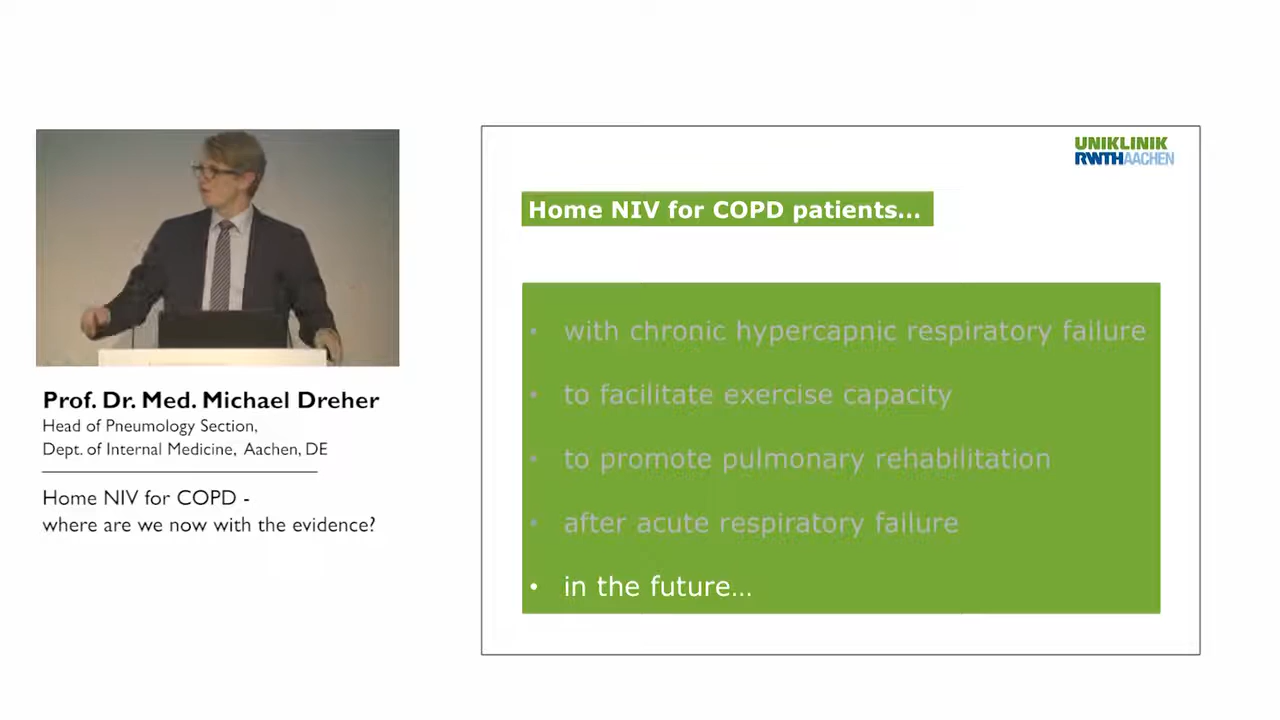 Prof. Dr. Med. Michael Dreher
Head of Pneumology Section,
Dept. of Internal Medicine, Aachen, DE
Home NIV for COPD -
where are we now with the evidence?
UNIKLINIK
RWTHAACHEN
Home NIV for COPD patients...
• with chronic hypercapnic respiratory failure
• to facilitate exercise capacity
• to promote pulmonary rehabilitation
• after acute respiratory failure
• in the future...